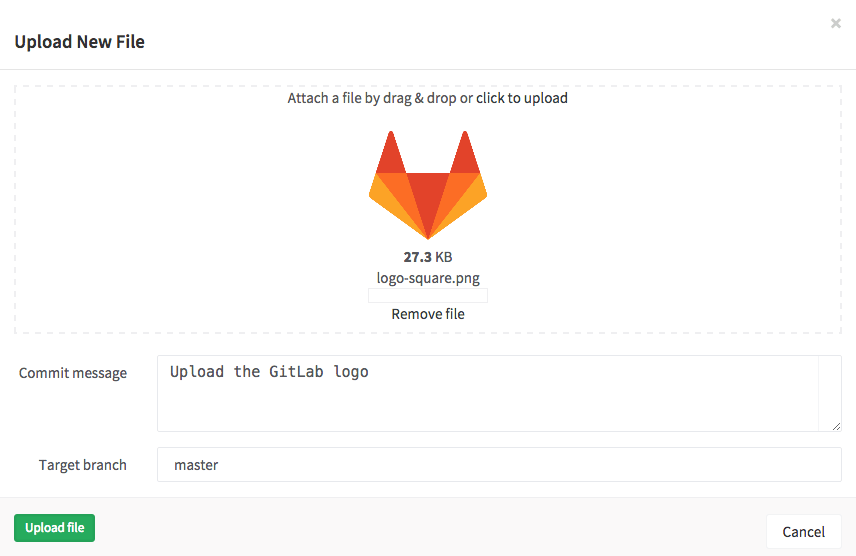 ×
Upload New File
Attach a file by drag & drop or click to upload
27.3 KB
logo-square.png
Remove file
Commit message
Upload the GitLab logo
Target branch
master
Upload file
Cancel